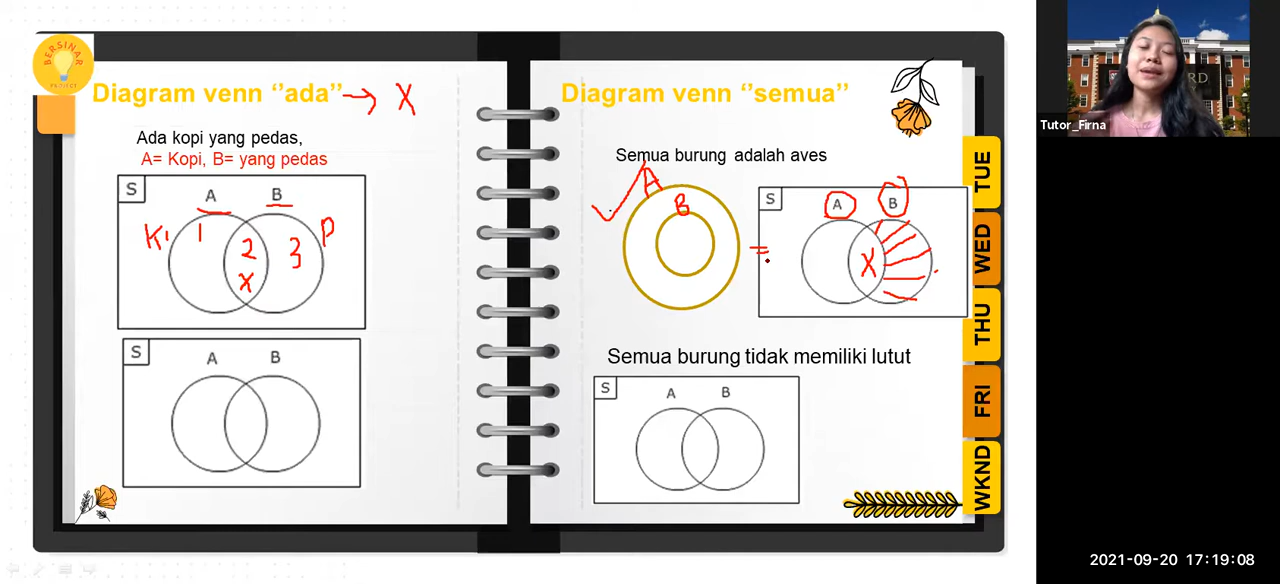 BERSINAR
PROJECT
Diagram venn ‘’ada’’ → X
Ada kopi yang pedas,
A= Kopi, B= yang pedas
S
A
B
K
P
1
2
3
X
S
A
B
Diagram venn ‘’semua’’
Semua burung adalah aves
A
B
=
S
A
B
X
Semua burung tidak memiliki lutut
S
A
B
TUE
WED
THU
FRI
WKND
Tutor_Firna
2021-09-20 17:19:08